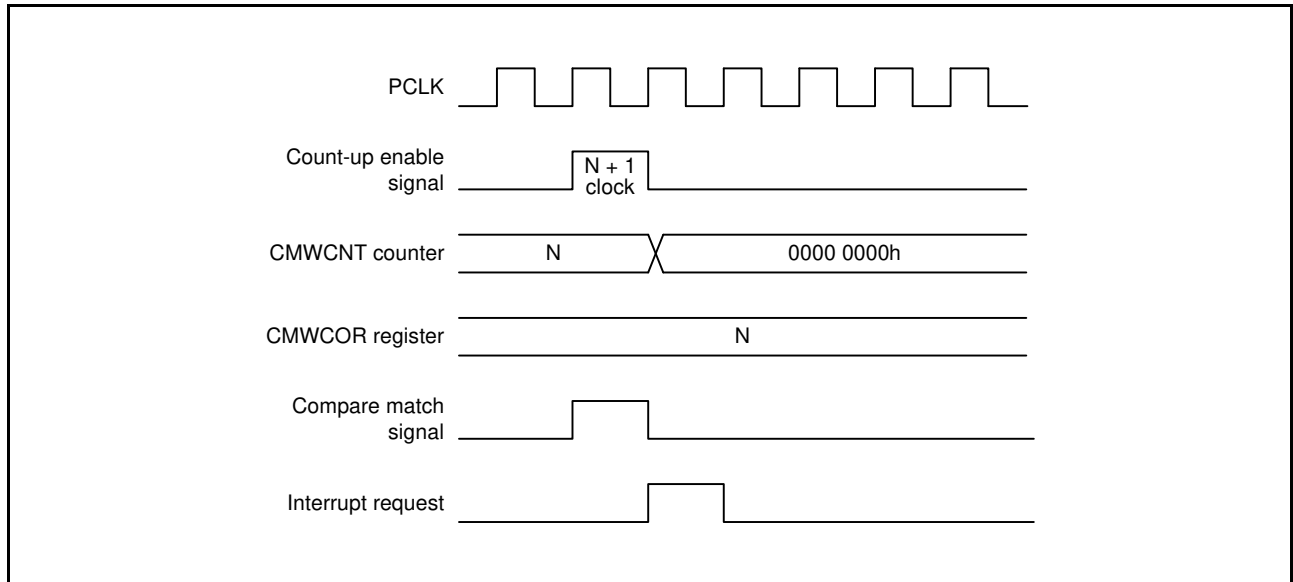 PCLK
Count-up enable
signal
N + 1
clock
CMWCNT counter
N
0000 0000h
CMWCOR register
N
Compare match
signal
Interrupt request